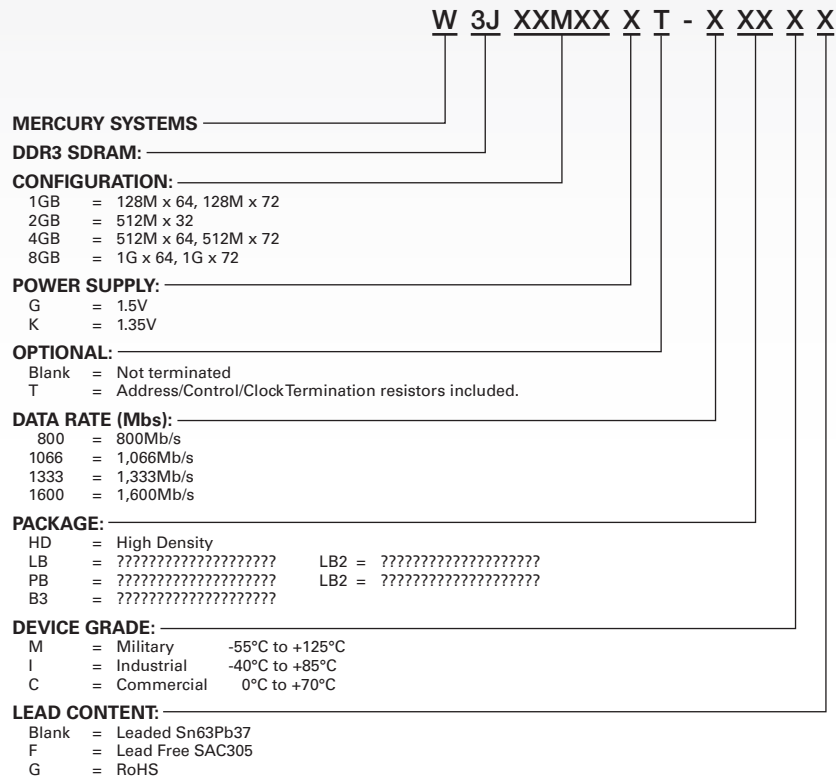 W 3J XXMXX X T - X XX X X
MERCURY SYSTEMS
DDR3 SDRAM:
CONFIGURATION:
1GB = 128M x 64, 128M x 72
2GB = 512M x 32
4GB = 512M x 64, 512M x 72
8GB = 1G x 64, 1G x 72
POWER SUPPLY:
G = 1.5V
K = 1.35V
OPTIONAL:
Blank = Not terminated
T = Address/Control/Clock Termination resistors included.
DATA RATE (Mbs):
800 = 800Mb/s
1066 = 1,066Mb/s
1333 = 1,333Mb/s
1600 = 1,600Mb/s
PACKAGE:
HD = High Density
LB = ???????????????????? LB2 = ????????????????????
PB = ???????????????????? LB2 = ????????????????????
B3 = ????????????????????
DEVICE GRADE:
M = Military -55°C to +125°C
I = Industrial -40°C to +85°C
C = Commercial 0°C to +70°C
LEAD CONTENT:
Blank = Leaded Sn63Pb37
F = Lead Free SAC305
G = RoHS